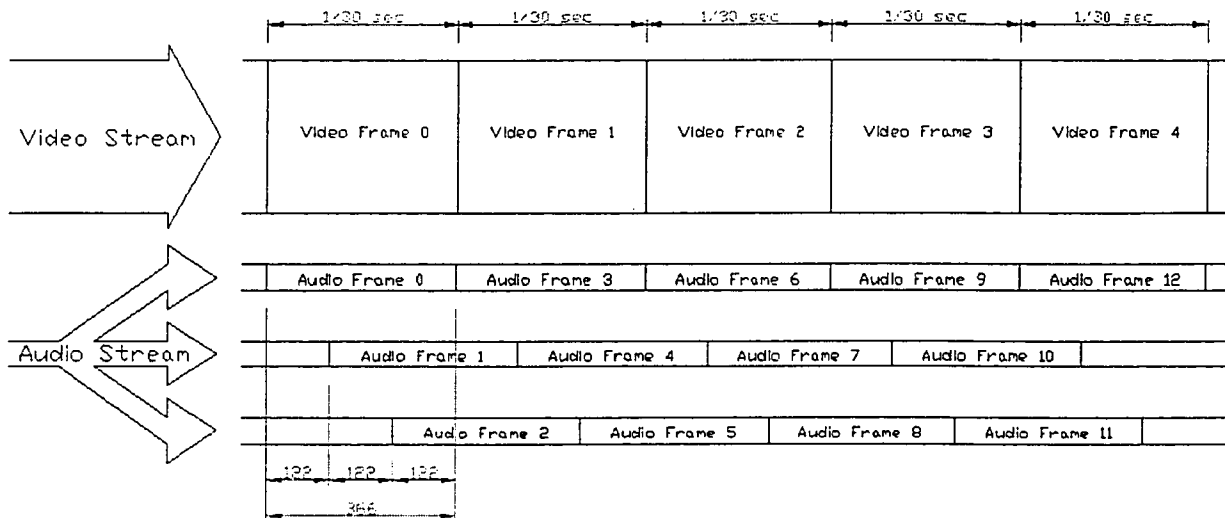 1/30 sec 1/30 sec 1/30 sec 1/30 sec 1/30 sec
Video Stream
Video Frame 0 Video Frame 1 Video Frame 2 Video Frame 3 Video Frame 4
Audio Frame 0 Audio Frame 3 Audio Frame 6 Audio Frame 9 Audio Frame 12
Audio Stream
Audio Frame 1 Audio Frame 4 Audio Frame 7 Audio Frame 10
Audio Frame 2 Audio Frame 5 Audio Frame 8 Audio Frame 11
122 122 122
366